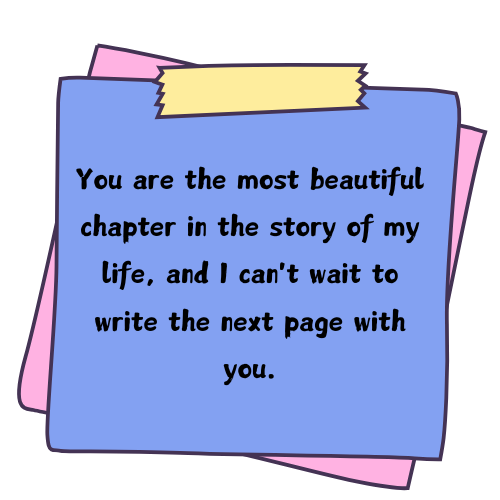 You are the most beautiful
chapter in the story of my
life, and I can't wait to
write the next page with
you.